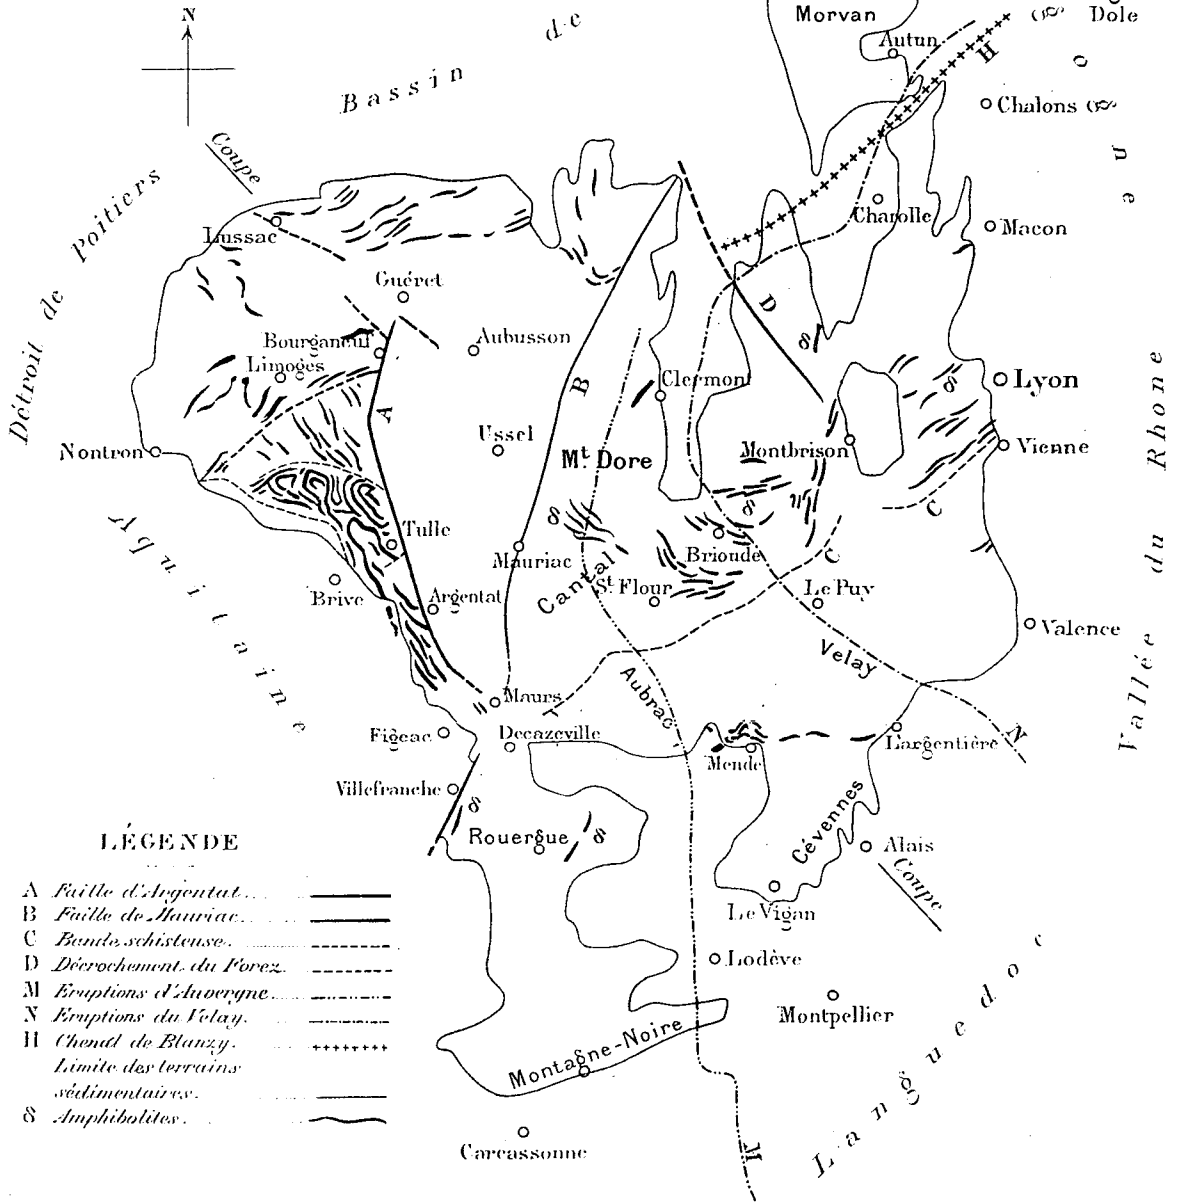 N
de
Morvan
Dole
Autun
H
Bassin
Saone
Chalons
Coupe
Détroit de Poitiers
Lussac
Charolle
Macon
Guéret
D
Bourganeuf
Aubusson
δ
Limoges
B
Clermont
δ
Lyon
A
Vallée du Rhone
Nontron
Ussel
Mt Dore
Montbrison
Vienne
δ
δ
C
Aquitaine
Tulle
Mauriac
Brioude
C
Cantal
Brive
Argentat
St Flour
Le Puy
Valence
Velay
Aubrac
Maurs
N
Figeac
Decazeville
Mende
Largentière
Villefranche
δ
Rouergue
δ
Cévennes
Alais
Coupe
Le Vigan
Lodève
Montpellier
Languedoc
Montagne-Noire
Carcassonne
M
LÉGENDE
A Faille d'Argentat
B Faille de Mauriac
C Bande schisteuse
D Décrochement du Forez
M Eruptions d'Auvergne
N Eruptions du Velay
H Chenal de Blanzy
Limite des terrains
sédimentaires
δ Amphibolites